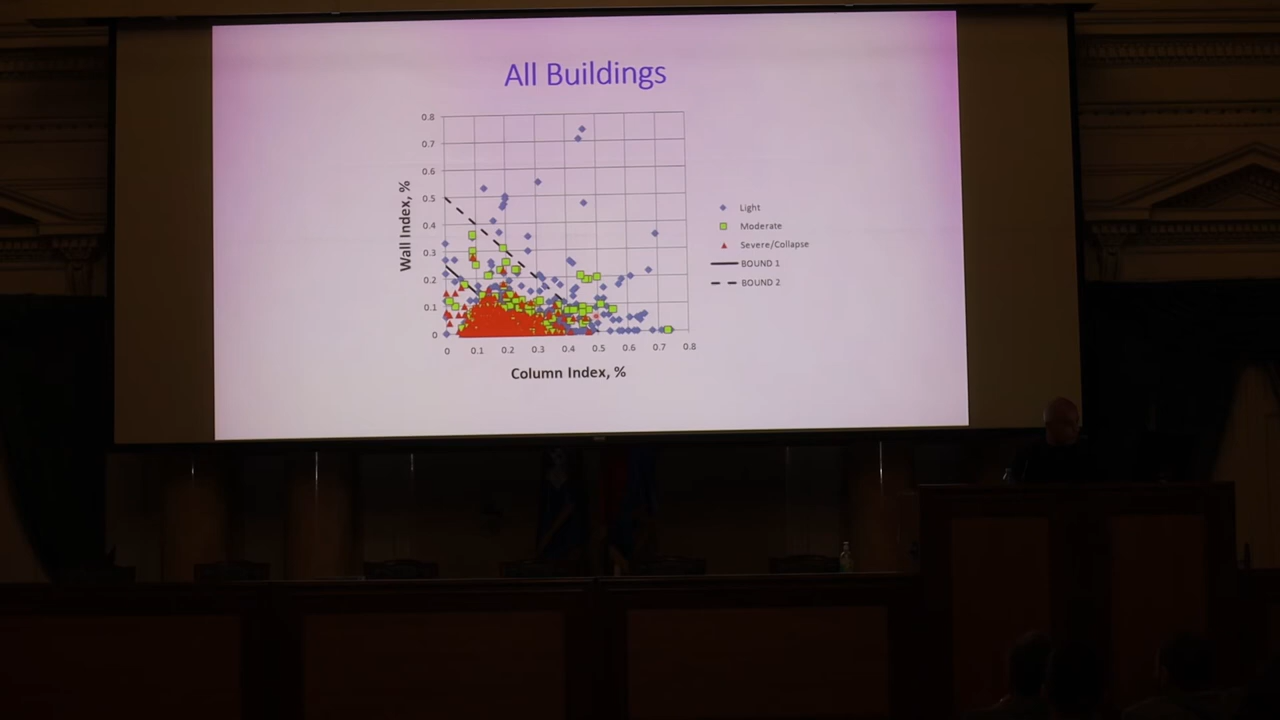 All Buildings
Wall Index, %
0.8
0.7
0.6
0.5
0.4
0.3
0.2
0.1
0
0 0.1 0.2 0.3 0.4 0.5 0.6 0.7 0.8
Column Index, %
Light
Moderate
Severe/Collapse
BOUND 1
BOUND 2